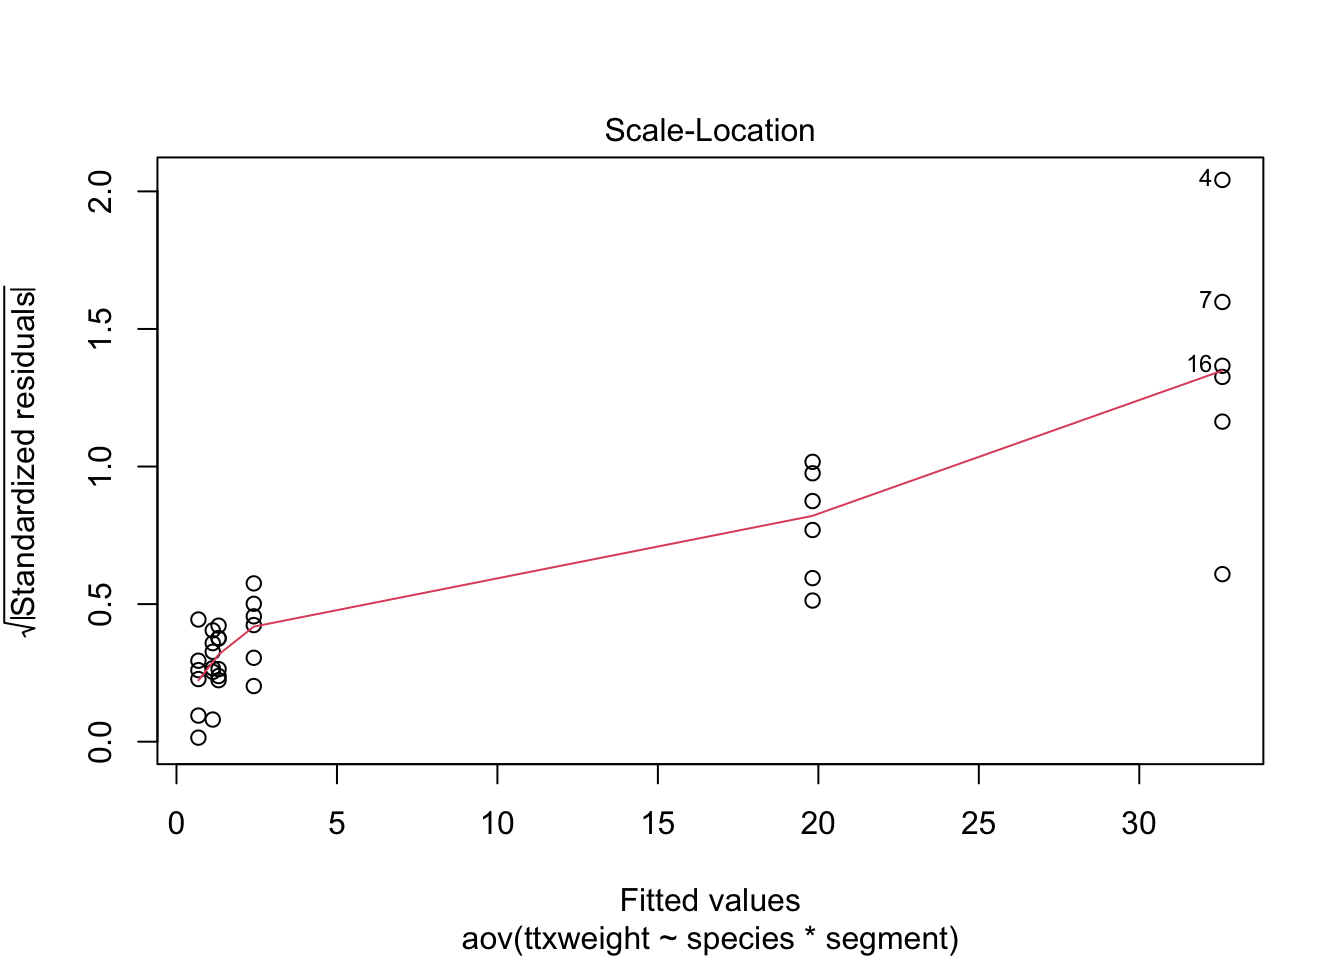 Scale-Location
√|Standardized residuals|
2.0
1.5
1.0
0.5
0.0
4
7
16
0 5 10 15 20 25 30
Fitted values
aov(ttxweight ~ species * segment)